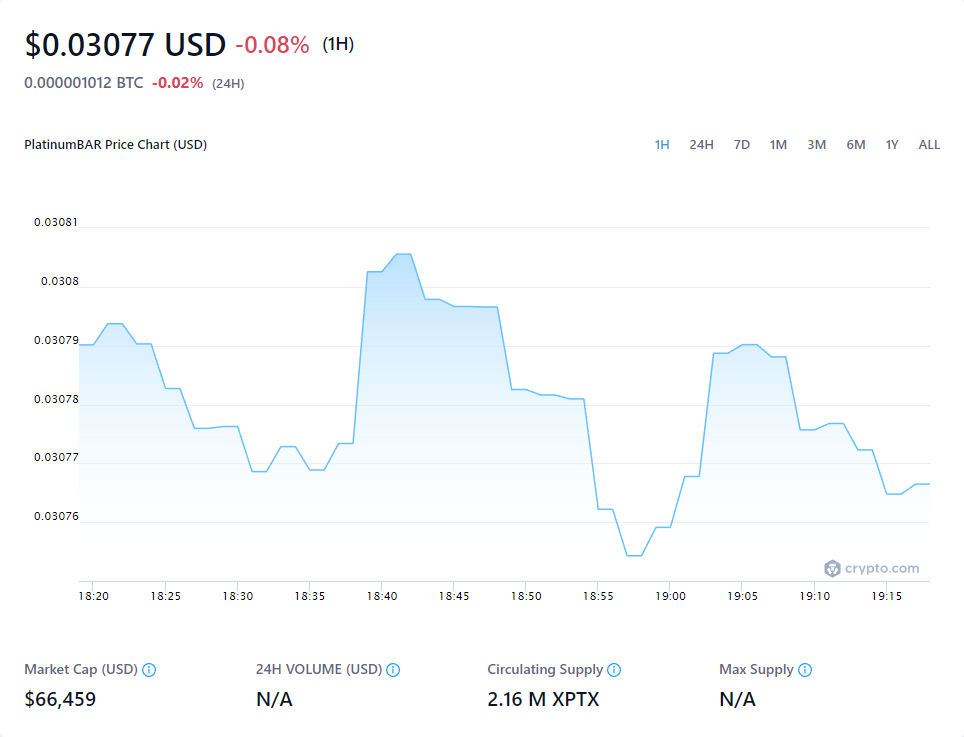 $0.03077 USD -0.08% (1H)
0.000001012 BTC -0.02% (24H)
PlatinumBAR Price Chart (USD) 1H 24H 7D 1M 3M 6M 1Y ALL
0.03081
0.0308
0.03079
0.03078
0.03077
0.03076
crypto.com
18:20 18:25 18:30 18:35 18:40 18:45 18:50 18:55 19:00 19:05 19:10 19:15
Market Cap (USD) 24H VOLUME (USD) Circulating Supply Max Supply
$66,459 N/A 2.16 M XPTX N/A